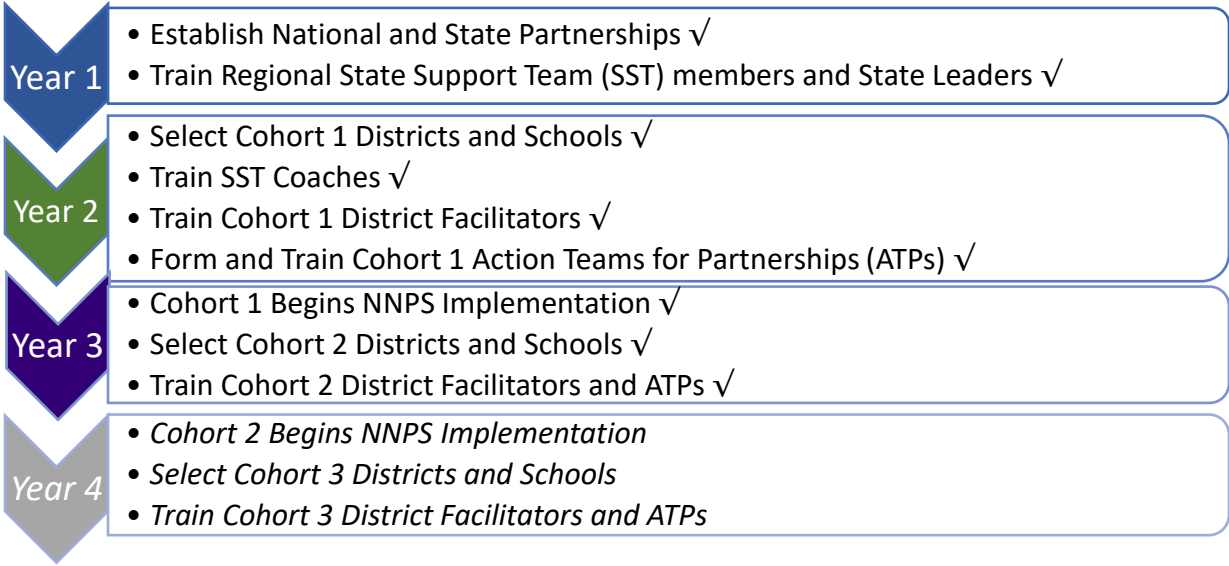 Year 1
• Establish National and State Partnerships √
• Train Regional State Support Team (SST) members and State Leaders √
Year 2
• Select Cohort 1 Districts and Schools √
• Train SST Coaches √
• Train Cohort 1 District Facilitators √
• Form and Train Cohort 1 Action Teams for Partnerships (ATPs) √
Year 3
• Cohort 1 Begins NNPS Implementation √
• Select Cohort 2 Districts and Schools √
• Train Cohort 2 District Facilitators and ATPs √
Year 4
• Cohort 2 Begins NNPS Implementation
• Select Cohort 3 Districts and Schools
• Train Cohort 3 District Facilitators and ATPs